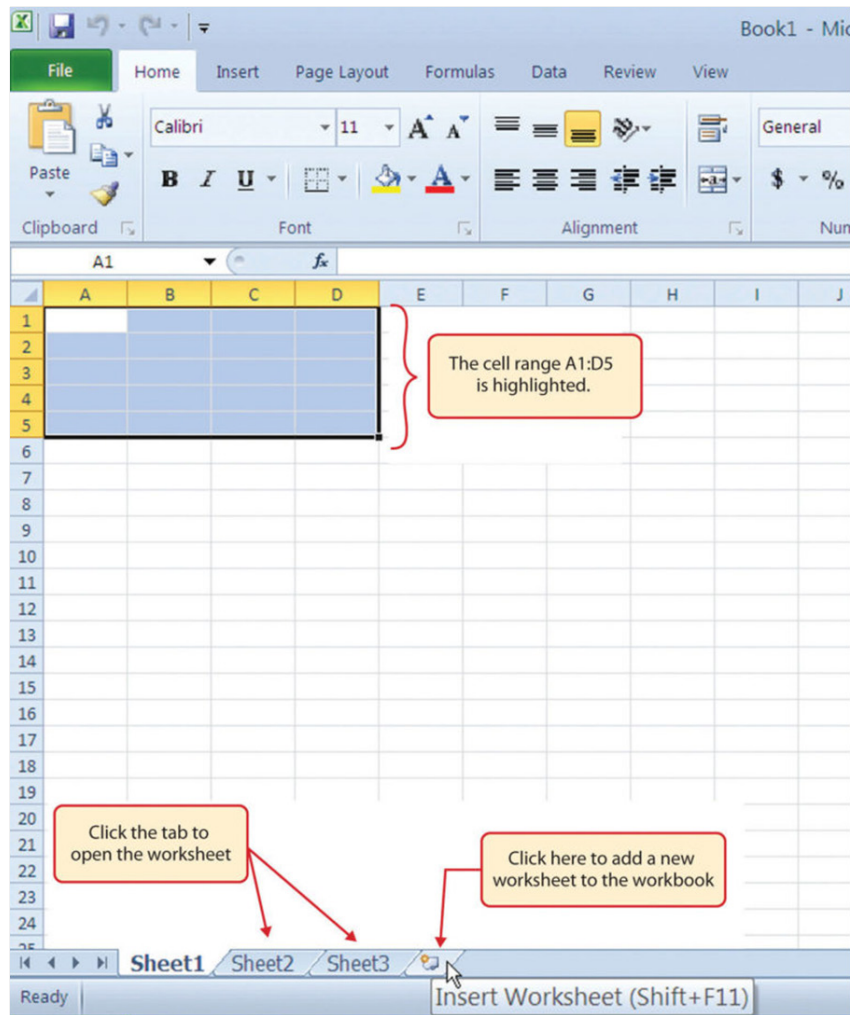 Book1 - Mic
File Home Insert Page Layout Formulas Data Review View
Calibri 11 A A General
Paste B I U A $ %
Clipboard Font Alignment Num
A1 fx
A B C D E F G H I J
1
2
The cell range A1:D5
3
is highlighted.
4
5
6
7
8
9
10
11
12
13
14
15
16
17
18
19
20
Click the tab to
21
open the worksheet
Click here to add a new
22
worksheet to the workbook
23
24
25
Sheet1 Sheet2 Sheet3
Ready
Insert Worksheet (Shift+F11)